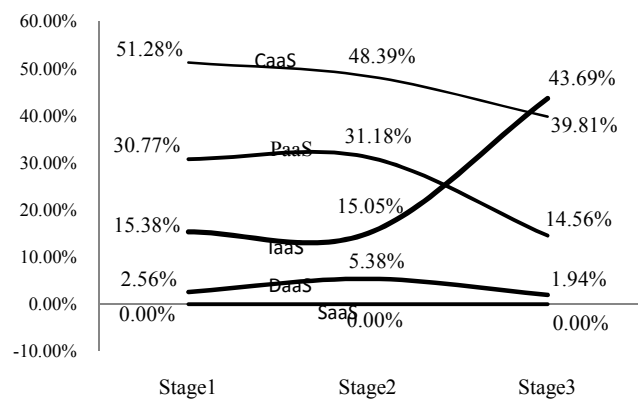 60.00%
50.00%
40.00%
30.00%
20.00%
10.00%
0.00%
-10.00%
51.28%
CaaS
48.39%
43.69%
39.81%
30.77%
PaaS
31.18%
15.38%
IaaS
15.05%
14.56%
2.56%
DaaS
5.38%
1.94%
0.00%
SaaS
0.00%
0.00%
Stage1
Stage2
Stage3